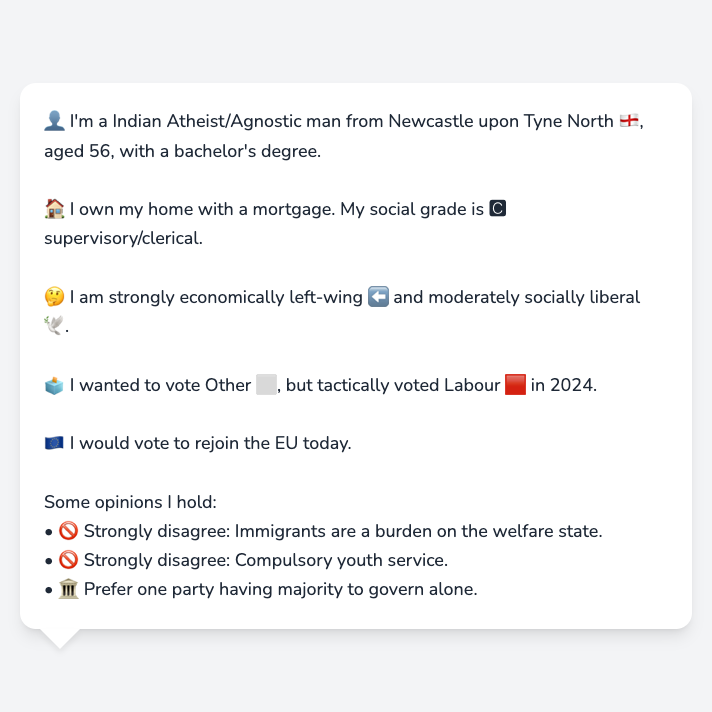 👤 I'm a Indian Atheist/Agnostic man from Newcastle upon Tyne North 🏴󠁧󠁢󠁥󠁮󠁧󠁿,
aged 56, with a bachelor's degree.
🏠 I own my home with a mortgage. My social grade is C
supervisory/clerical.
🤔 I am strongly economically left-wing ⬅️ and moderately socially liberal
🕊️.
🗳️ I wanted to vote Other ⬜, but tactically voted Labour 🟥 in 2024.
🇪🇺 I would vote to rejoin the EU today.
Some opinions I hold:
• 🚫 Strongly disagree: Immigrants are a burden on the welfare state.
• 🚫 Strongly disagree: Compulsory youth service.
• 🏛️ Prefer one party having majority to govern alone.